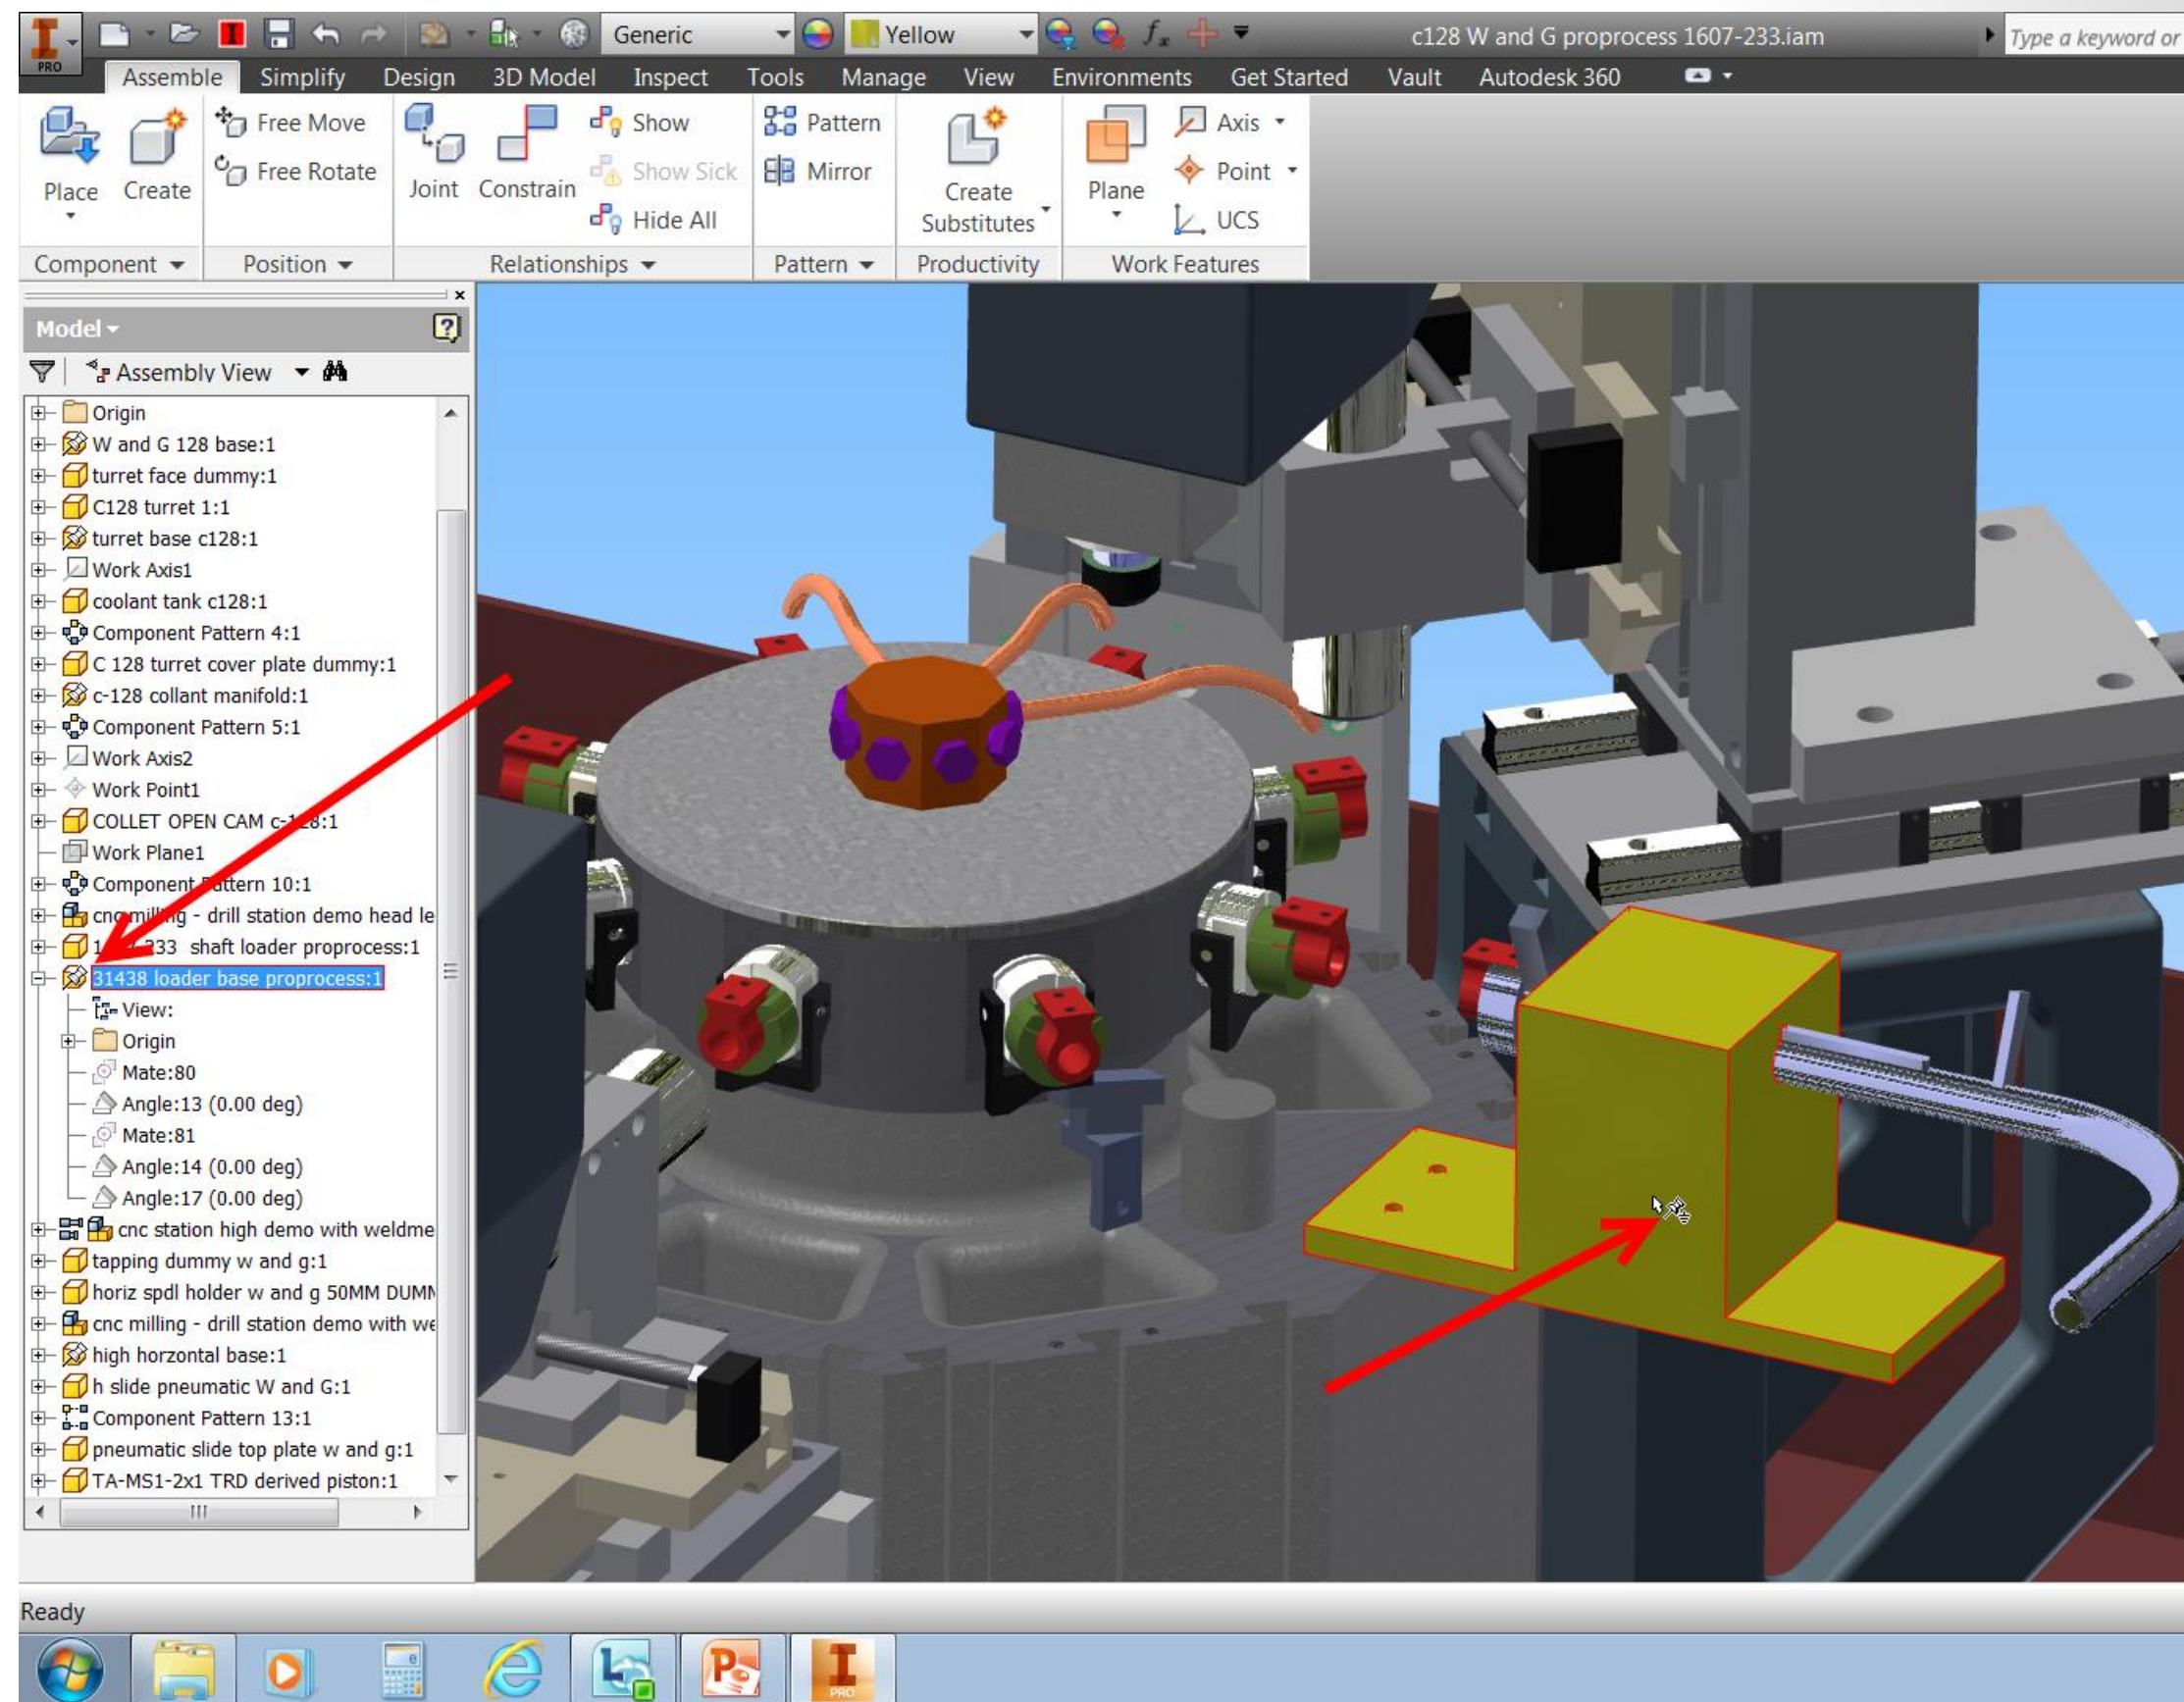 Generic
Yellow
c128 W and G proprocess 1607-233.iam
Type a keyword or
PRO
Assemble Simplify Design 3D Model Inspect Tools Manage View Environments Get Started Vault Autodesk 360
Place
Create
Free Move
Free Rotate
Joint
Constrain
Show
Show Sick
Hide All
Pattern
Mirror
Create
Substitutes
Plane
Axis
Point
UCS
Component
Position
Relationships
Pattern
Productivity
Work Features
Model
Assembly View
Origin
W and G 128 base:1
turret face dummy:1
C128 turret 1:1
turret base c128:1
Work Axis1
coolant tank c128:1
Component Pattern 4:1
C 128 turret cover plate dummy:1
c-128 collant manifold:1
Component Pattern 5:1
Work Axis2
Work Point1
COLLET OPEN CAM c-128:1
Work Plane1
Component Pattern 10:1
cnc milling - drill station demo head le
233 shaft loader proprocess:1
31438 loader base proprocess:1
View:
Origin
Mate:80
Angle:13 (0.00 deg)
Mate:81
Angle:14 (0.00 deg)
Angle:17 (0.00 deg)
cnc station high demo with weldme
tapping dummy w and g:1
horiz spdl holder w and g 50MM DUMM
cnc milling - drill station demo with we
high horzontal base:1
h slide pneumatic W and G:1
Component Pattern 13:1
pneumatic slide top plate w and g:1
TA-MS1-2x1 TRD derived piston:1
Ready
PRO